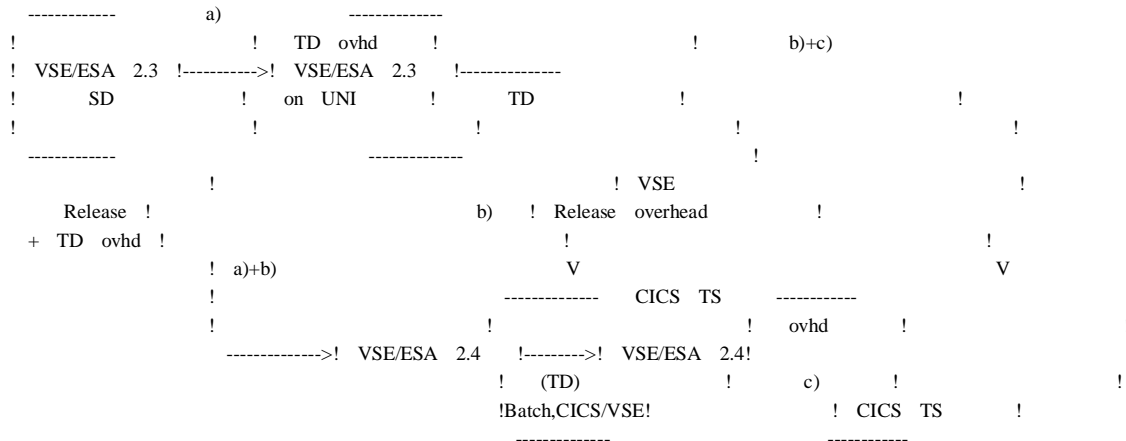 ------------- a) --------------
! ! TD ovhd ! ! b)+c)
! VSE/ESA 2.3 !----------->! VSE/ESA 2.3 !---------------
! SD ! on UNI ! TD ! !
! ! ! ! !
------------- -------------- !
! ! VSE !
Release ! b) ! Release overhead !
+ TD ovhd ! ! !
! a)+b) V V
! -------------- CICS TS ------------
! ! ! ovhd !
-------------->! VSE/ESA 2.4 !--------->! VSE/ESA 2.4!
! (TD) ! c) ! !
!Batch,CICS/VSE! ! CICS TS !
-------------- ------------